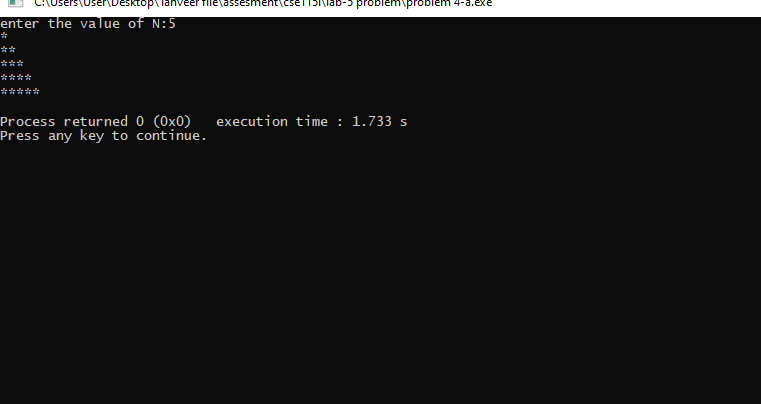 C:\Users\User\Desktop\Tanveer file\assesment\cse115l\lab-5 problem\problem 4-a.exe
enter the value of N:5
*
**
***
****
*****
Process returned 0 (0x0)   execution time : 1.733 s
Press any key to continue.